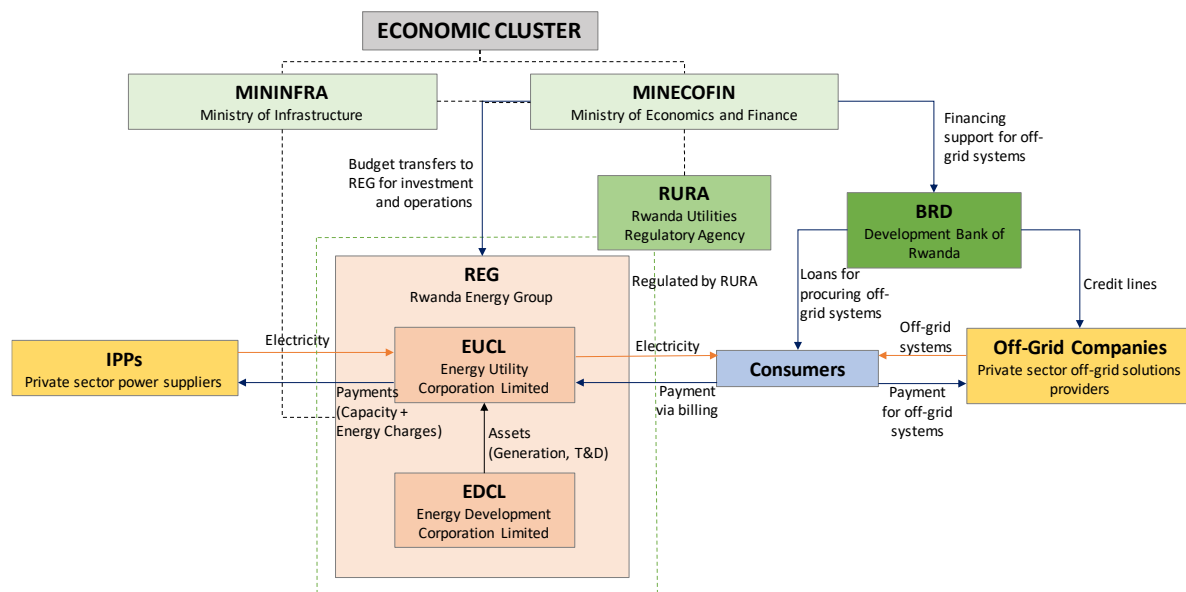 ECONOMIC CLUSTER
MININFRA
Ministry of Infrastructure
MINECOFIN
Ministry of Economics and Finance
Financing
support for off-
grid systems
Budget transfers to
REG for investment
and operations
RURA
Rwanda Utilities
Regulatory Agency
BRD
Development Bank of
Rwanda
REG
Rwanda Energy Group
Regulated by RURA
Loans for
procuring off-
grid systems
Credit lines
IPPs
Private sector power suppliers
Electricity
EUCL
Energy Utility
Corporation Limited
Electricity
Consumers
Off-grid
systems
Off-Grid Companies
Private sector off-grid solutions
providers
Payments
(Capacity +
Energy Charges)
Payment
via billing
Payment
for off-grid
systems
Assets
(Generation, T&D)
EDCL
Energy Development
Corporation Limited